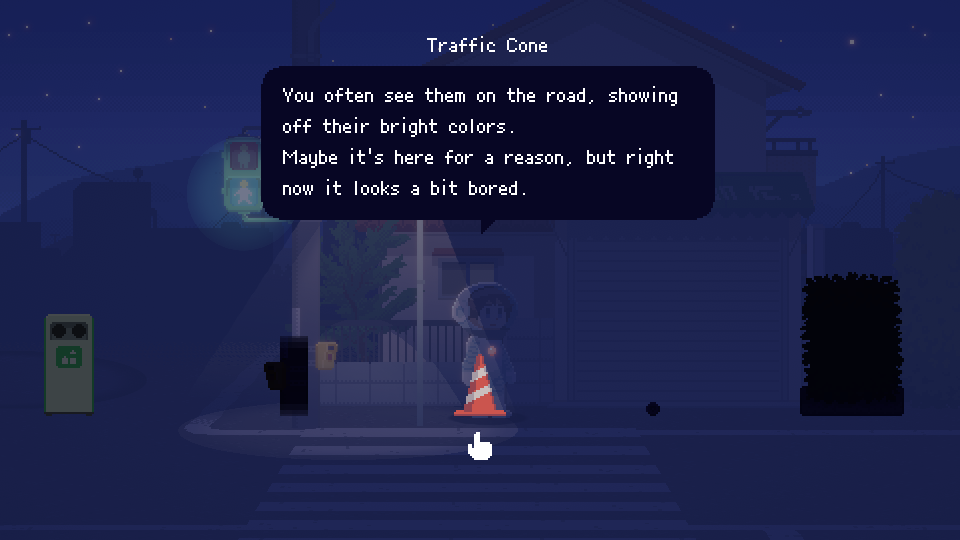 Traffic Cone
You often see them on the road, showing
off their bright colors.
Maybe it's here for a reason, but right
now it looks a bit bored.